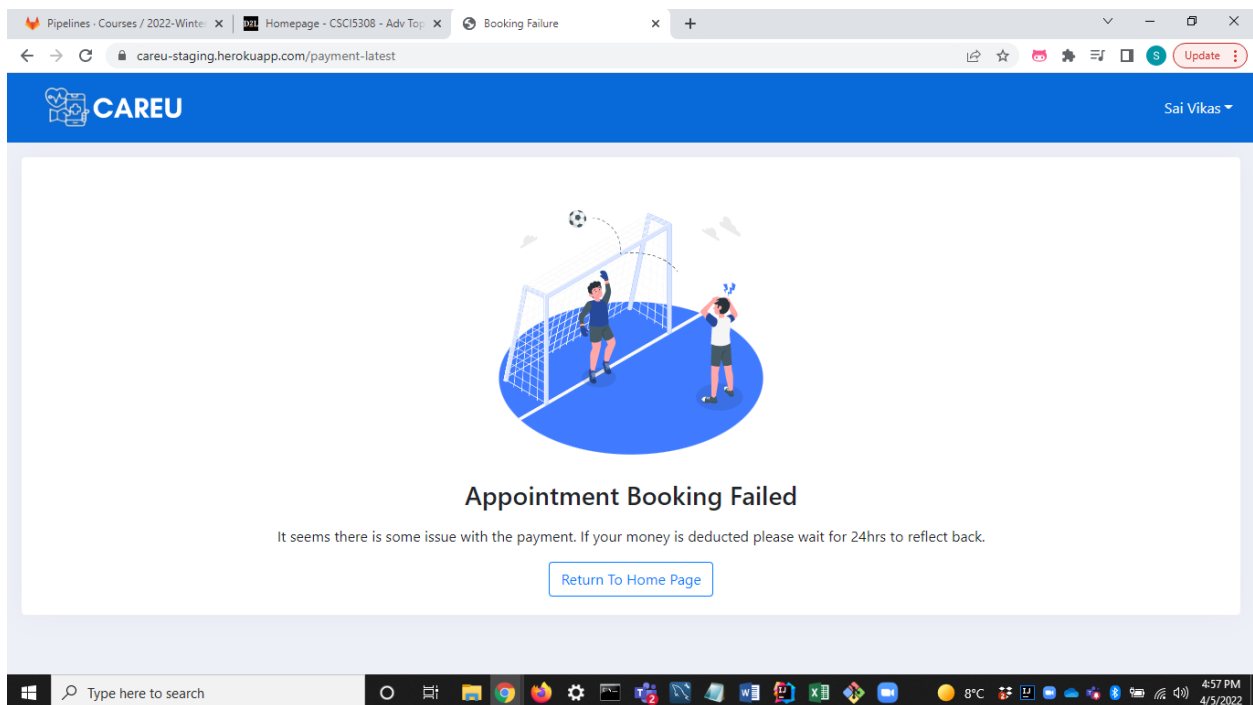 Pipelines · Courses / 2022-Winter
D2L
Homepage - CSCI5308 - Adv Top
Booking Failure
careu-staging.herokuapp.com/payment-latest
S
Update
CAREU
Sai Vikas
Appointment Booking Failed
It seems there is some issue with the payment. If your money is deducted please wait for 24hrs to reflect back.
Return To Home Page
Type here to search
8°C
4:57 PM
4/5/2022